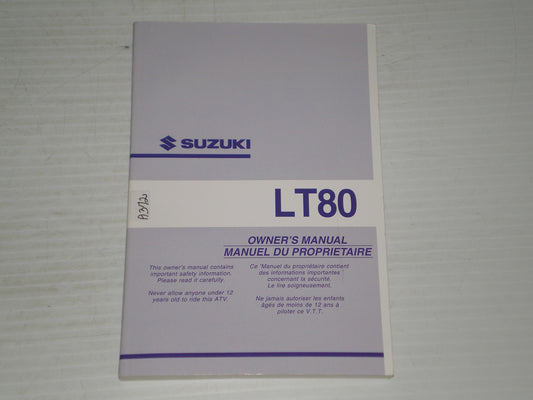 SUZUKI
LT80
A372
OWNER'S MANUAL
MANUEL DU PROPRIETAIRE
This owner's manual contains
important safety information.
Please read it carefully.
Never allow anyone under 12
years old to ride this ATV.
Ce "Manuel du propriétaire contient
des informations importantes
concernant la sécurité.
Le lire soigneusement.
Ne jamais autoriser les enfants
âgés de moins de 12 ans à
piloter ce V.T.T.